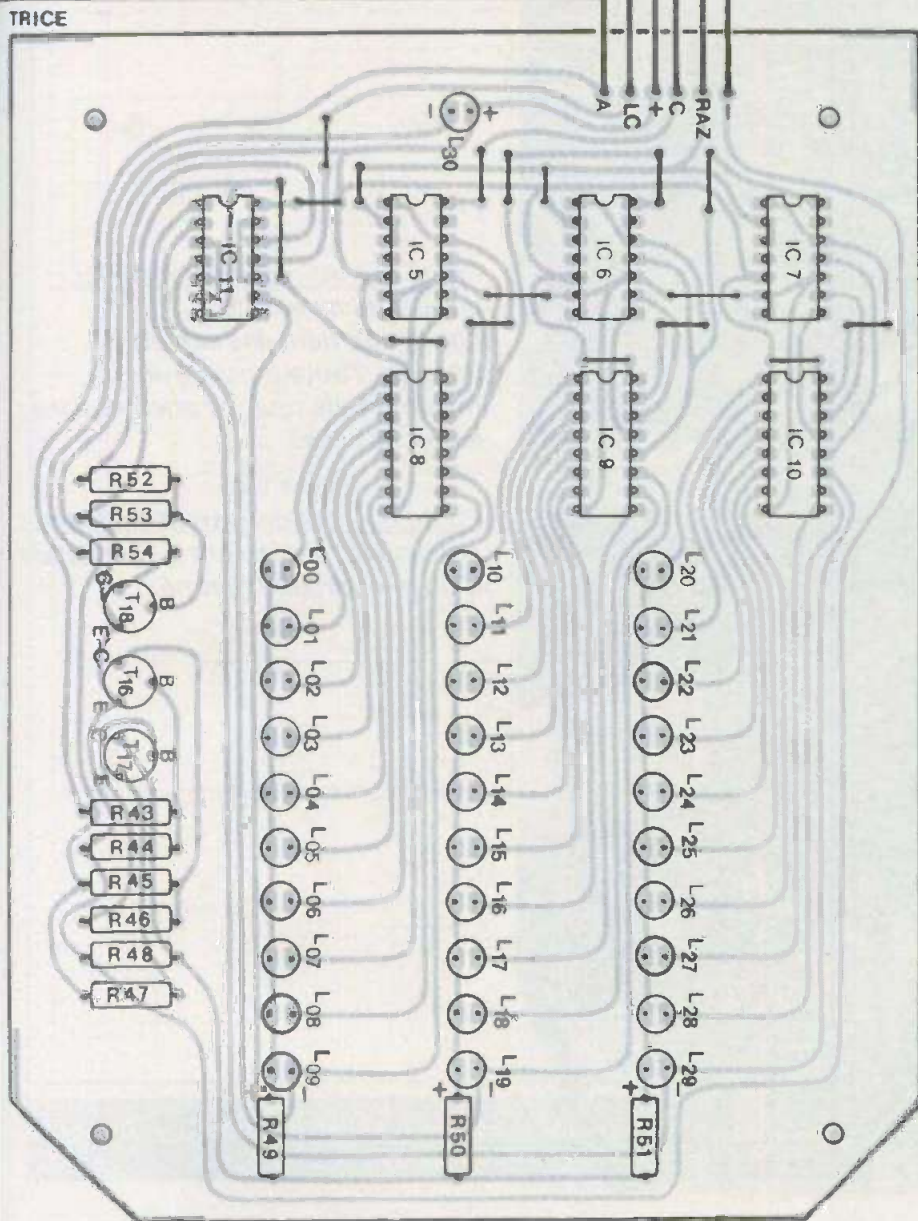 TRICE
A
LC
+
C
RAZ
-
- +
L30
IC 11
IC 5
IC 6
IC 7
IC 8
IC 9
IC 10
R52
R53
R54
L00
L10
L20
T18
B
E
L01
L11
L21
C
T16
B
E
L02
L12
L22
C
T17
B
E
L03
L13
L23
R43
L04
L14
L24
R44
L05
L15
L25
R45
L06
L16
L26
R46
R48
L07
L17
L27
R47
L08
L18
L28
L09
L19
L29
-
+
-
+
-
R49
R50
R51